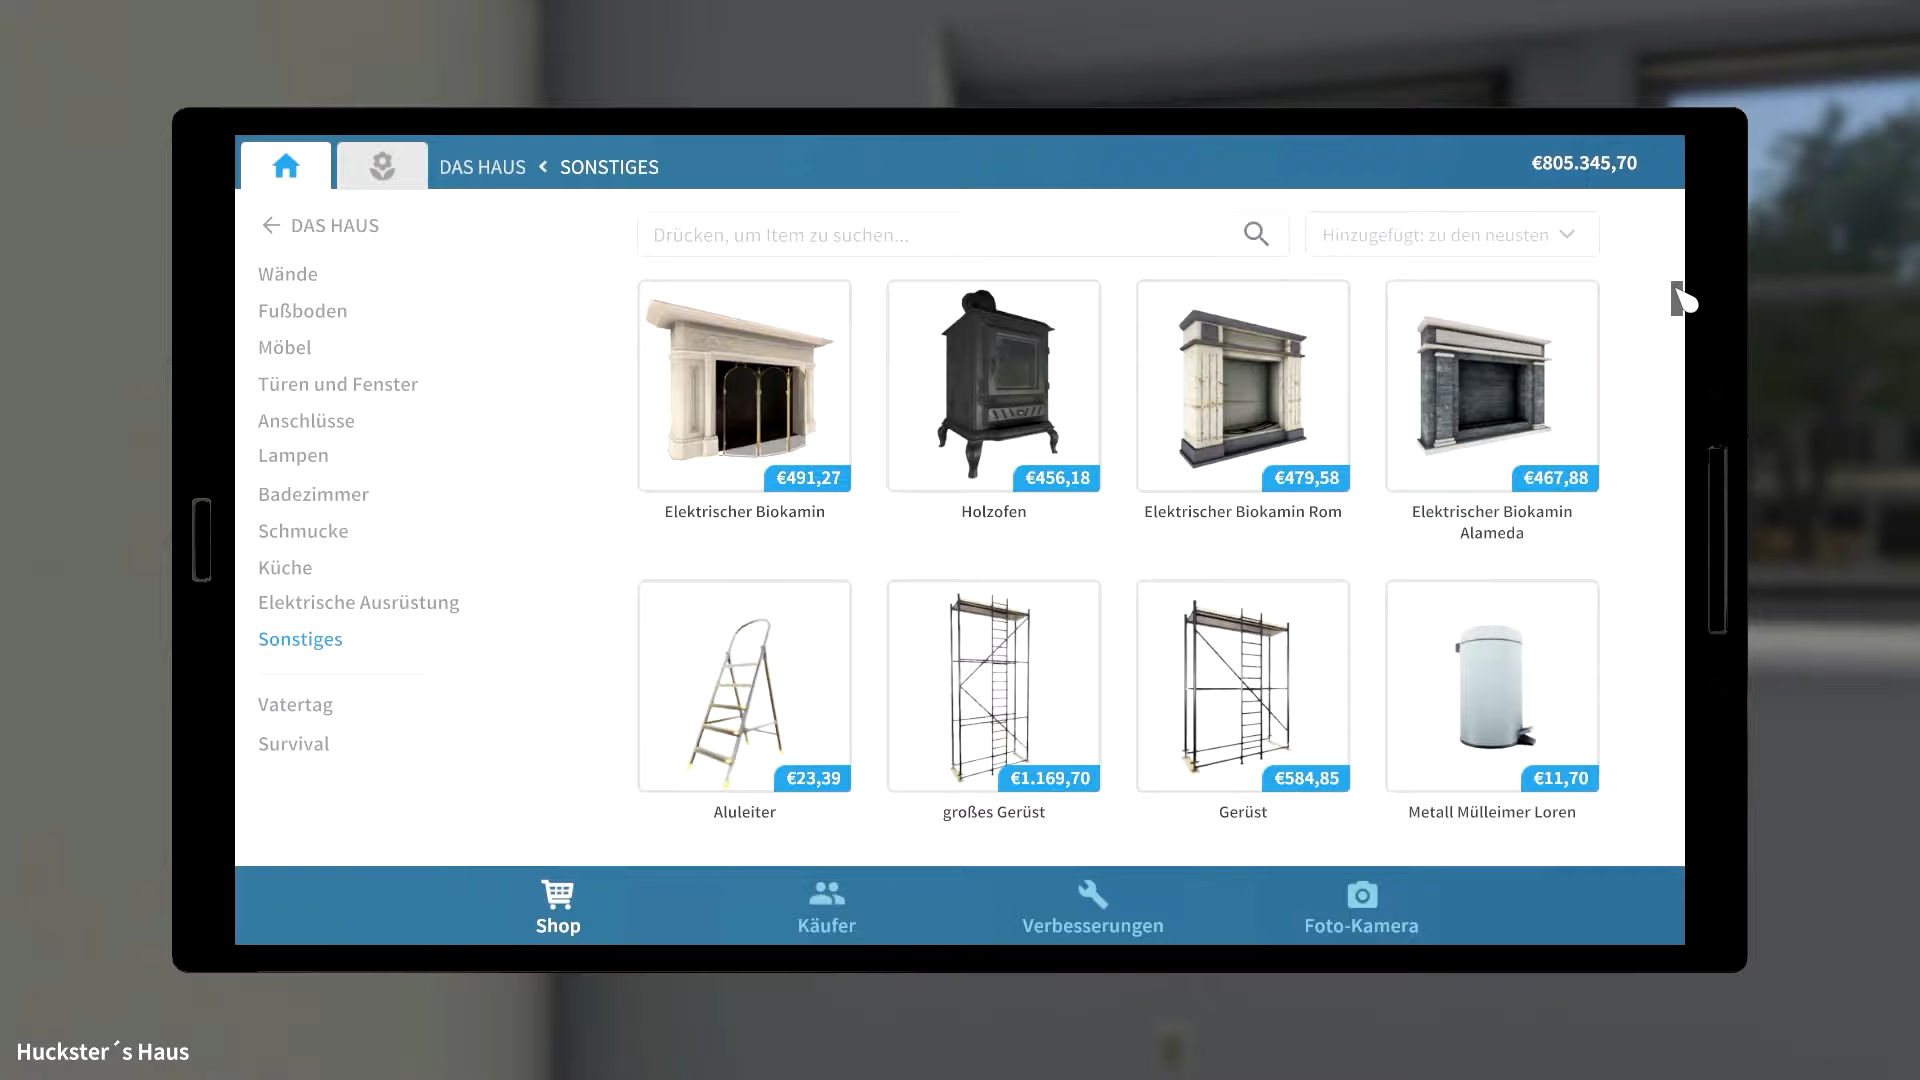 DAS HAUS SONSTIGES
€805.345,70
DAS HAUS
Wände
Fußboden
Möbel
Türen und Fenster
Anschlüsse
Lampen
Badezimmer
Schmucke
Küche
Elektrische Ausrüstung
Sonstiges
Vatertag
Survival
Drücken, um Item zu suchen...
Hinzugefügt: zu den neusten
€491,27
Elektrischer Biokamin
€456,18
Holzofen
€479,58
Elektrischer Biokamin Rom
€467,88
Elektrischer Biokamin
Alameda
€23,39
Aluleiter
€1.169,70
großes Gerüst
€584,85
Gerüst
€11,70
Metall Mülleimer Loren
Shop
Käufer
Verbesserungen
Foto-Kamera
Huckster´s Haus